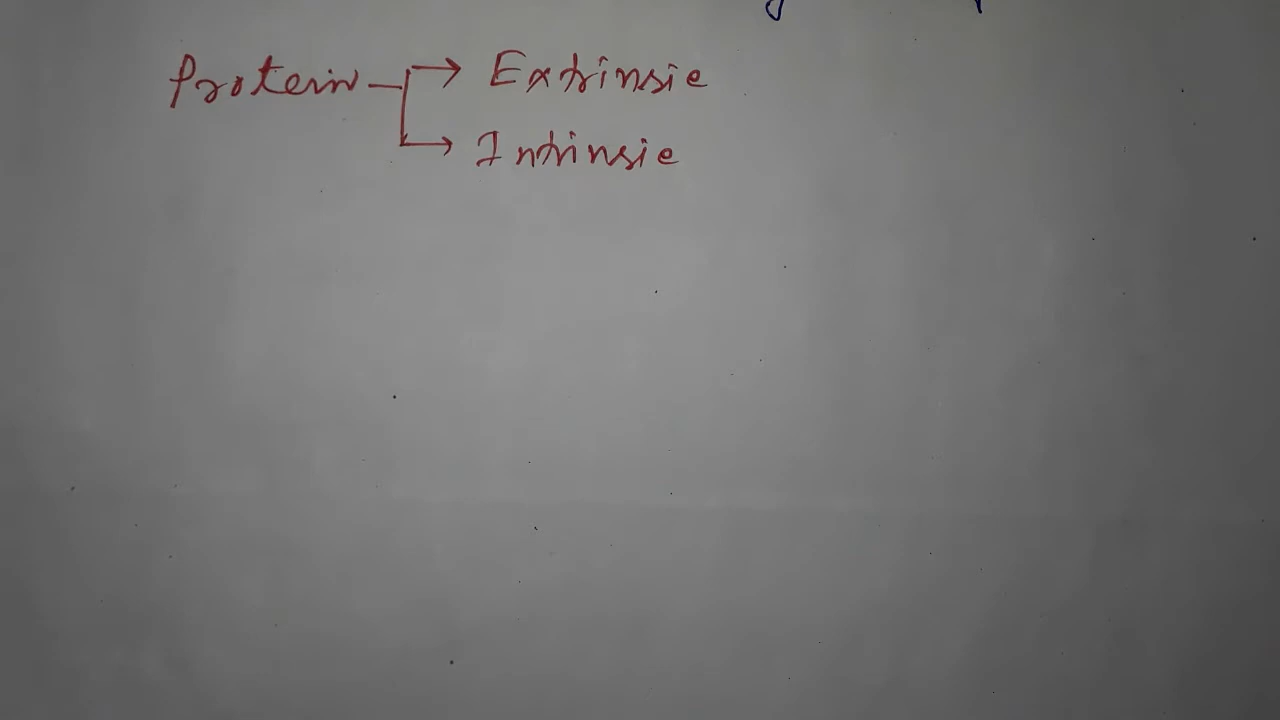 Protein → Extrinsic
→ Intrinsic